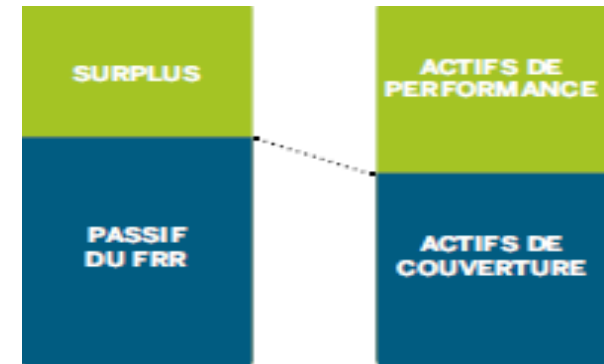 SURPLUS
PASSIF
DU FRR
ACTIFS DE
PERFORMANCE
ACTIFS DE
COUVERTURE